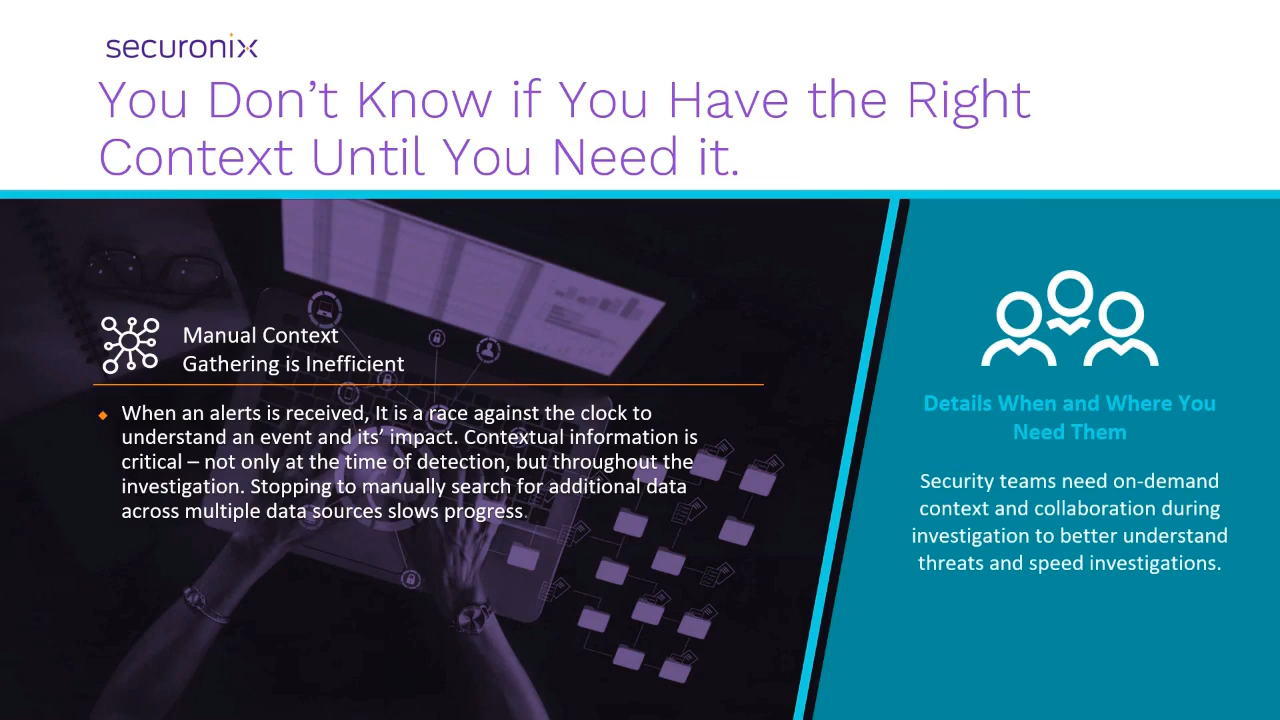 securonix
You Don’t Know if You Have the Right
Context Until You Need it.
Manual Context
Gathering is Inefficient
◆ When an alerts is received, It is a race against the clock to
understand an event and its’ impact. Contextual information is
critical – not only at the time of detection, but throughout the
investigation. Stopping to manually search for additional data
across multiple data sources slows progress.
Details When and Where You
Need Them
Security teams need on-demand
context and collaboration during
investigation to better understand
threats and speed investigations.